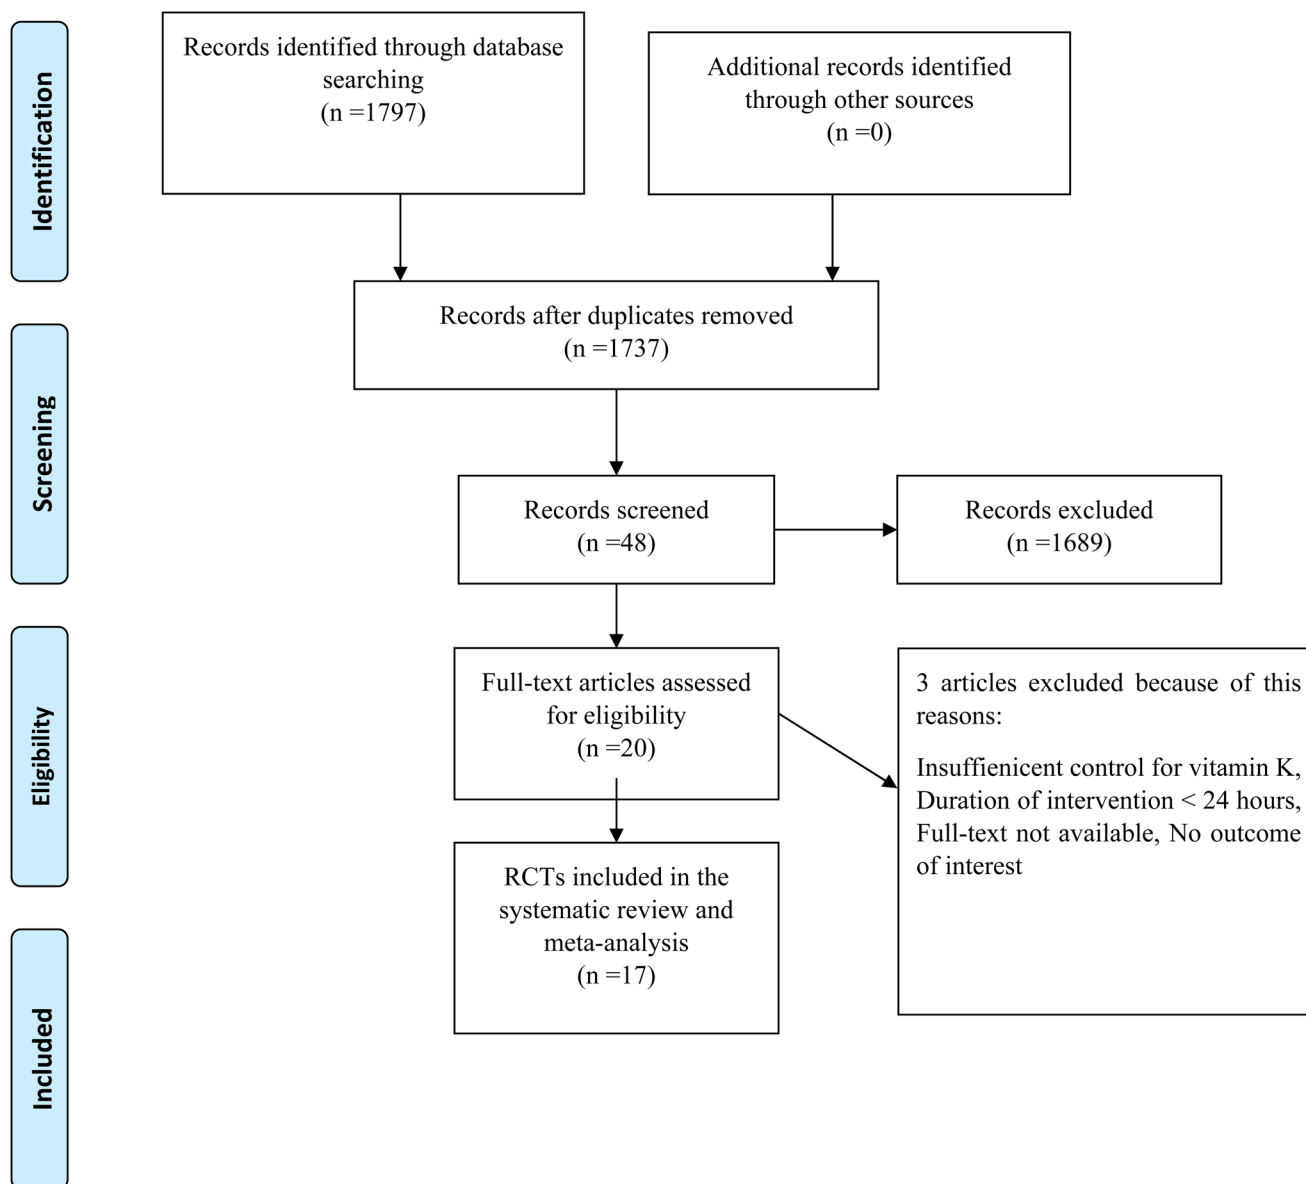 Identification
Records identified through database
searching
(n =1797)
Additional records identified
through other sources
(n =0)
Records after duplicates removed
(n =1737)
Screening
Records screened
(n =48)
Records excluded
(n =1689)
Eligibility
Full-text articles assessed
for eligibility
(n =20)
3 articles excluded because of this
reasons:
Insuffienicent control for vitamin K,
Duration of intervention < 24 hours,
Full-text not available, No outcome
of interest
Included
RCTs included in the
systematic review and
meta-analysis
(n =17)